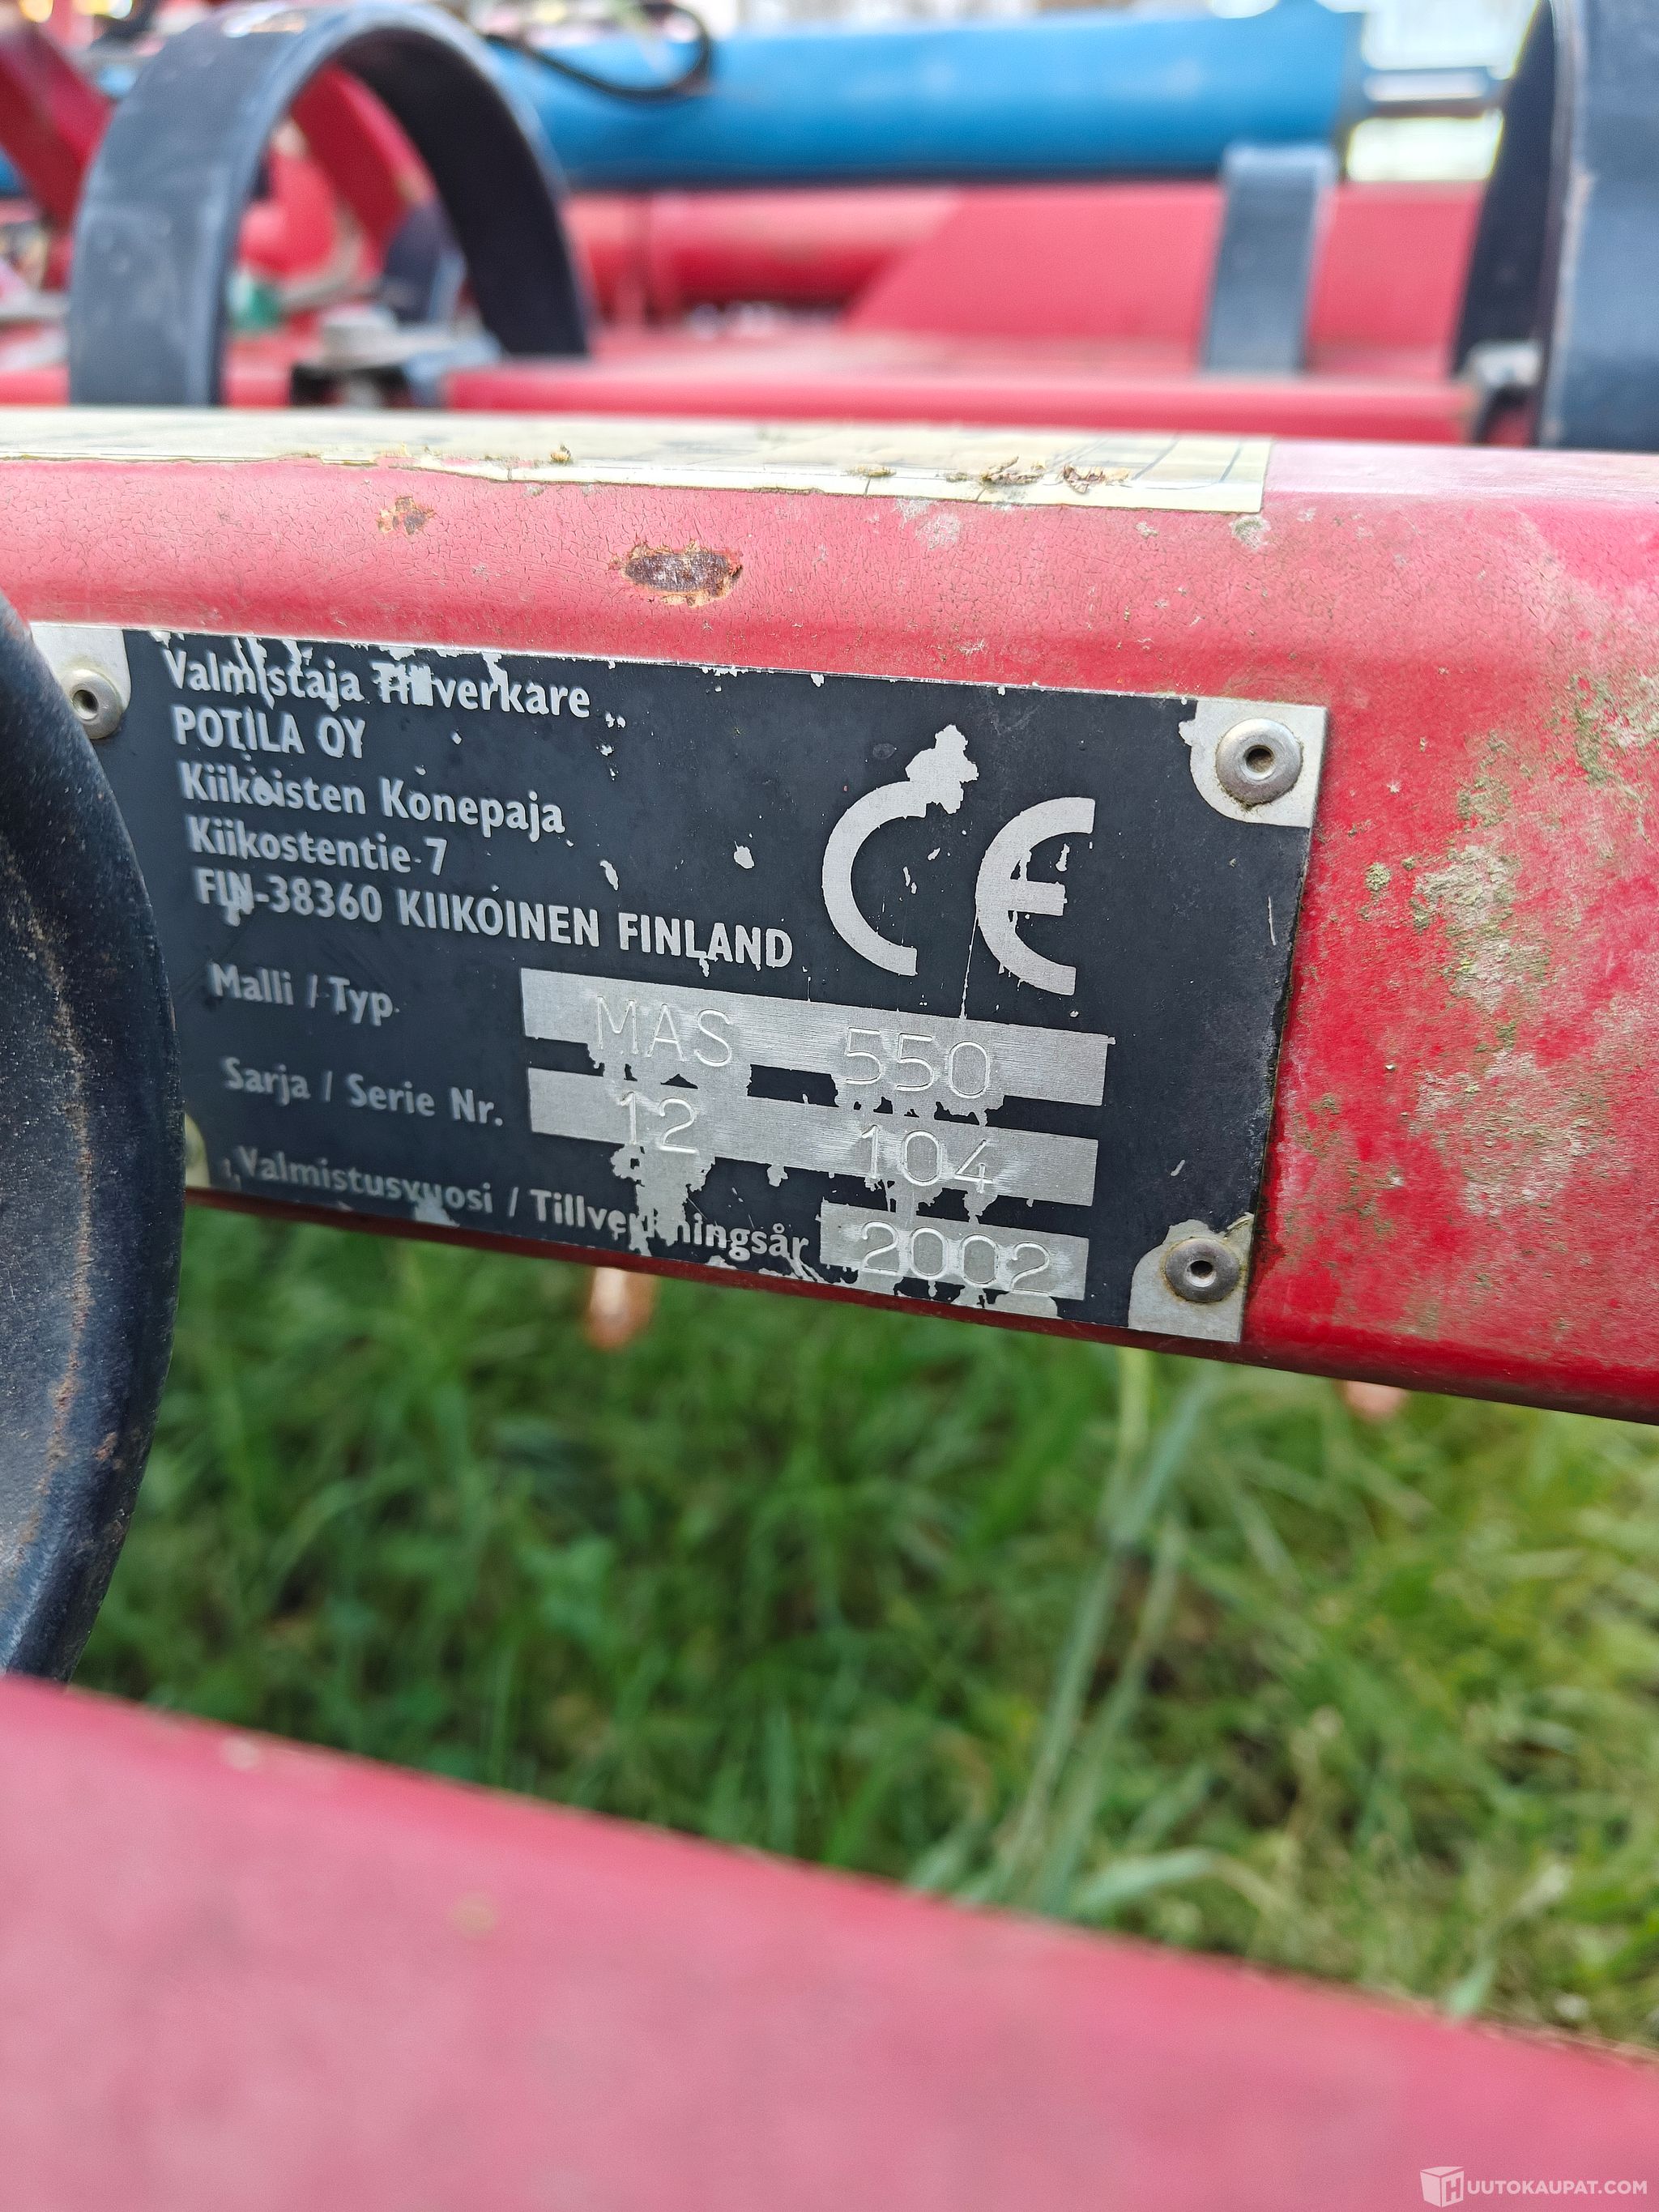 Valmistaja Tillverkare
POTILA OY
Kiikoisten Konepaja
Kiikostentie 7
FIN-38360 KIIKOINEN FINLAND
CE
Malli / Typ MAS 550
Sarja / Serie Nr. 12 104
Valmistusvuosi / Tillverkningsår 2002
HUUTOKAUPAT.COM